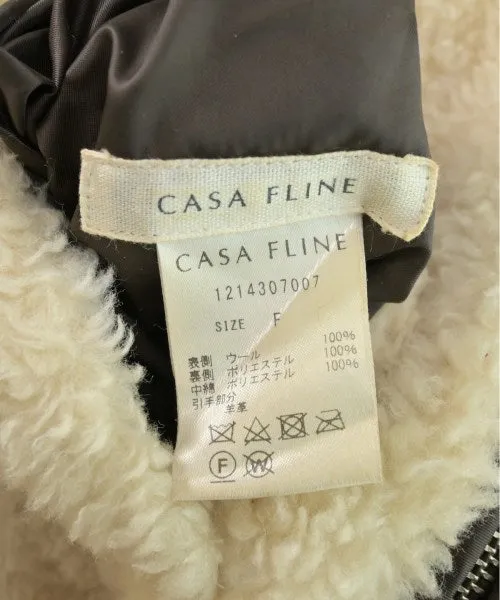 CASA FLINE
CASA FLINE
1214307007
SIZE F
表側 ウール 100%
裏側 ポリエステル 100%
中綿 ポリエステル 100%
引手部分
羊革
F W